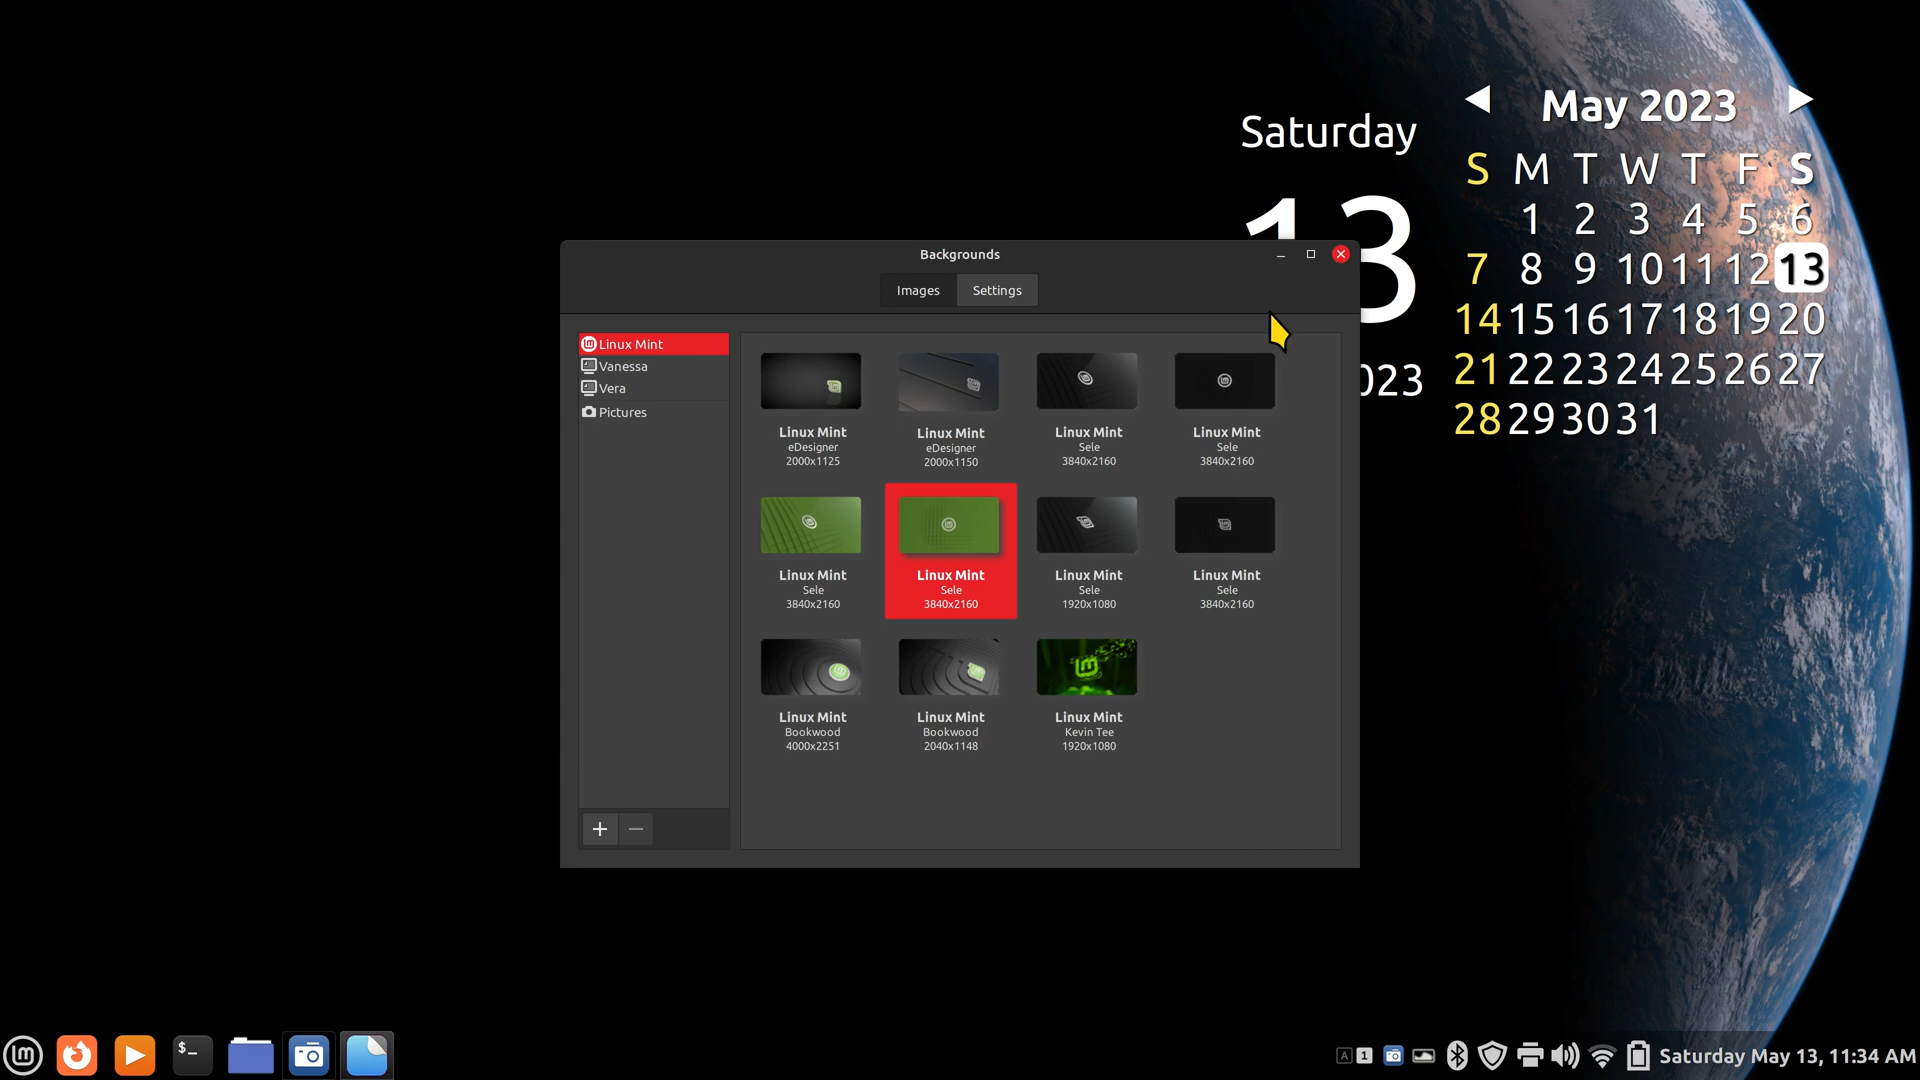 Saturday
13
023
May 2023
S M T W T F S
1 2 3 4 5 6
7 8 9 10 11 12 13
14 15 16 17 18 19 20
21 22 23 24 25 26 27
28 29 30 31
Backgrounds
Images Settings
Linux Mint
Vanessa
Vera
Pictures
Linux Mint
eDesigner
2000x1125
Linux Mint
eDesigner
2000x1150
Linux Mint
Sele
3840x2160
Linux Mint
Sele
3840x2160
Linux Mint
Sele
3840x2160
Linux Mint
Sele
3840x2160
Linux Mint
Sele
1920x1080
Linux Mint
Sele
3840x2160
Linux Mint
Bookwood
4000x2251
Linux Mint
Bookwood
2040x1148
Linux Mint
Kevin Tee
1920x1080
$_
A 1
Saturday May 13, 11:34 AM